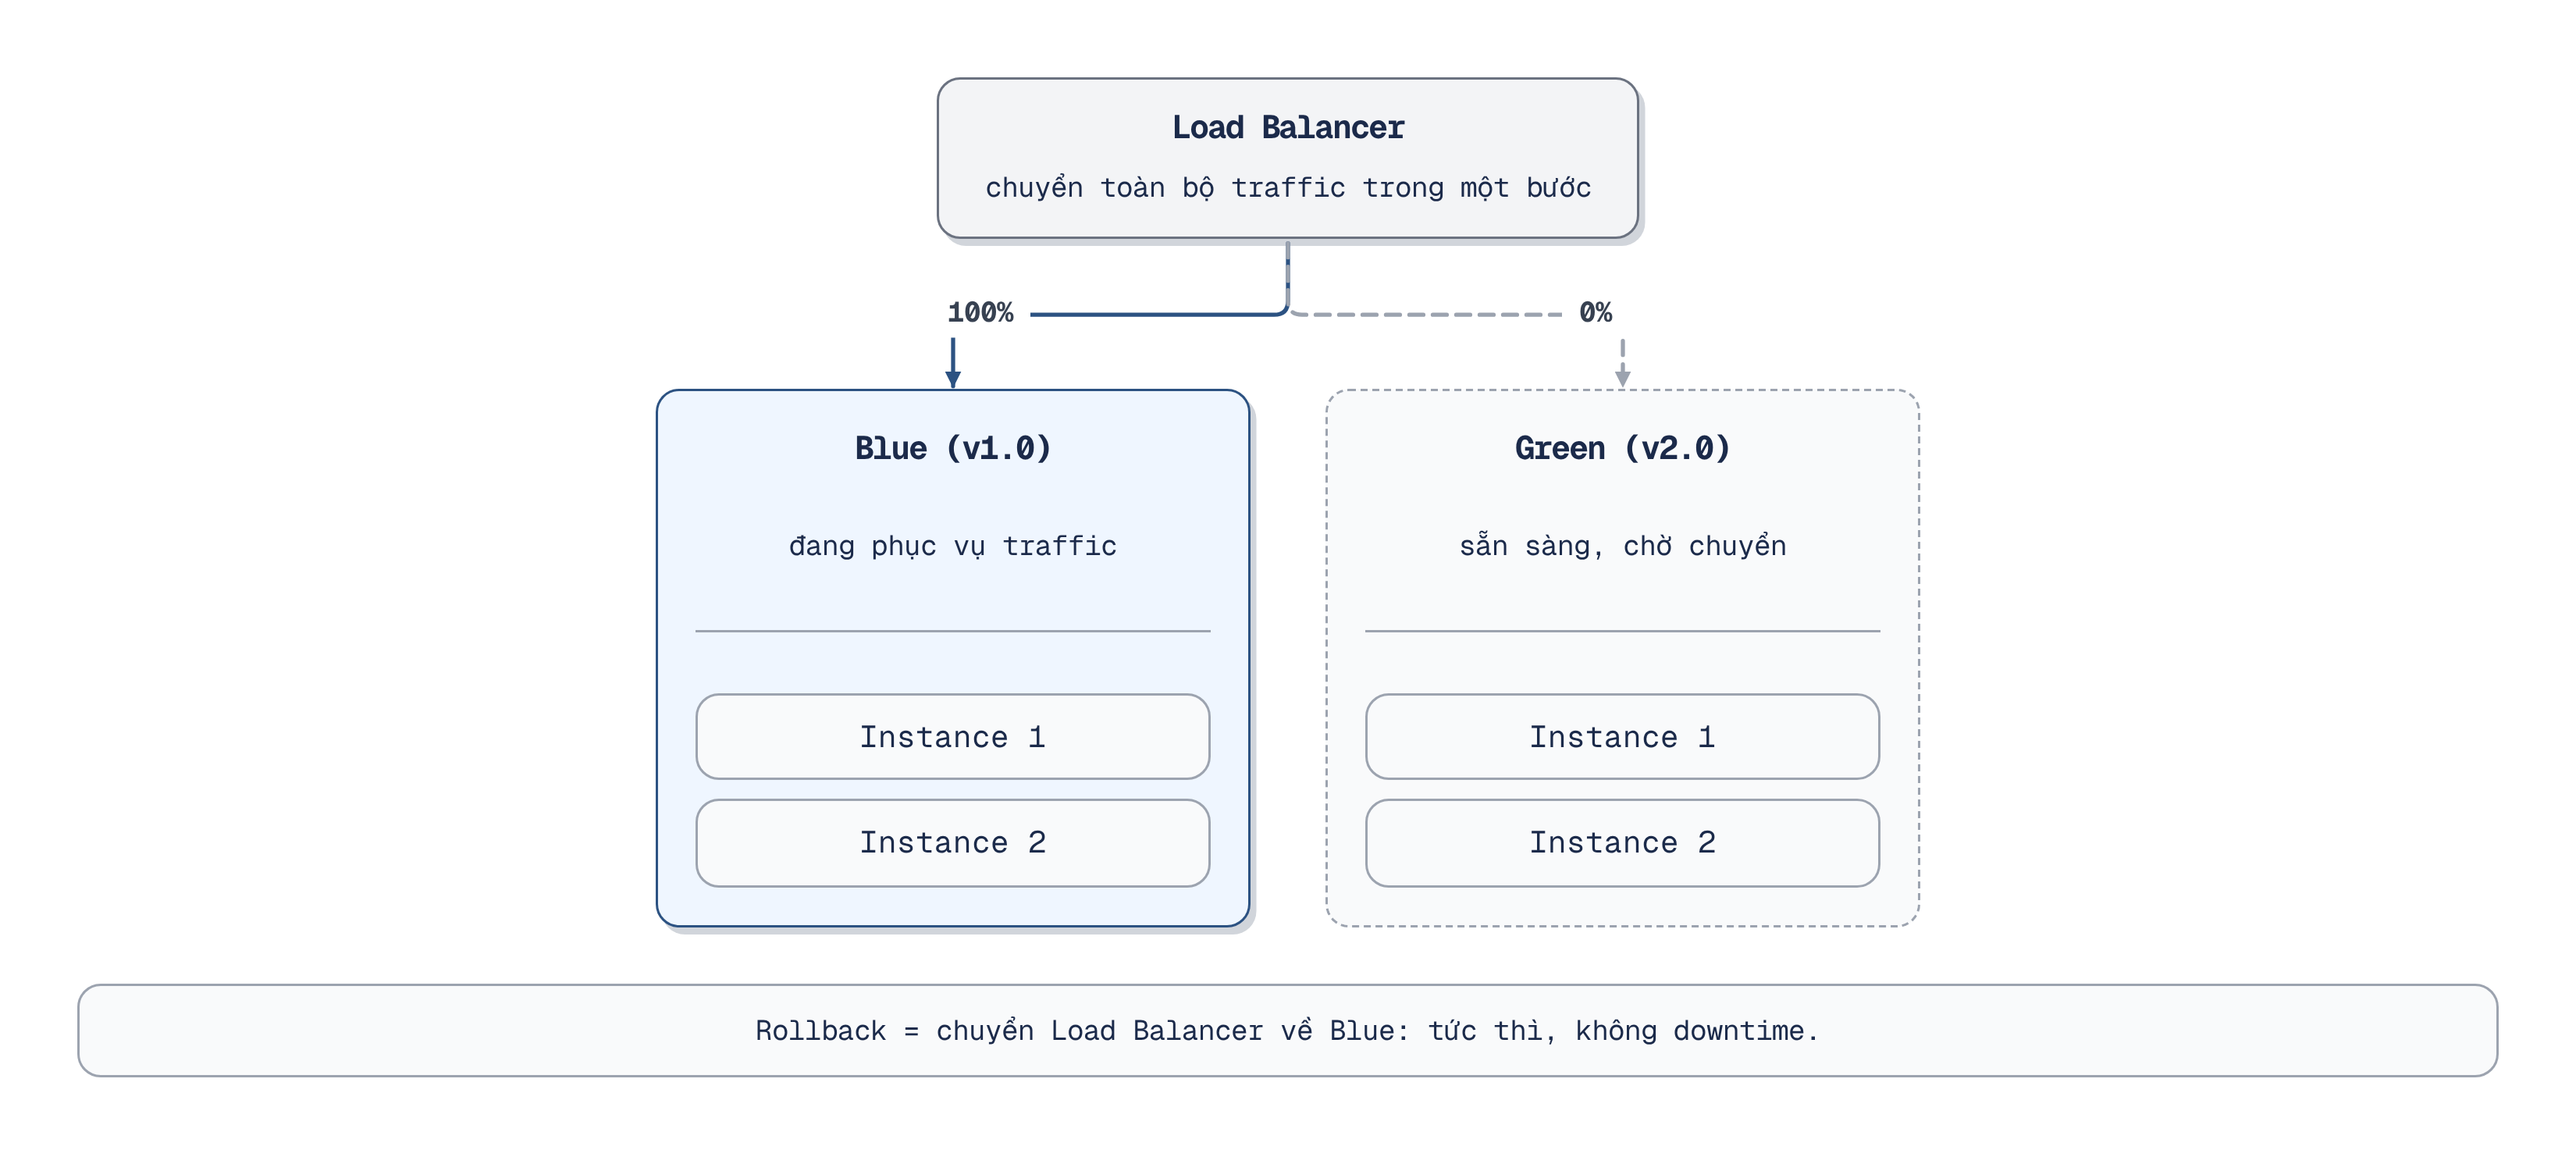 Load Balancer
chuyển toàn bộ traffic trong một bước
100%
0%
Blue (v1.0)
đang phục vụ traffic
Instance 1
Instance 2
Green (v2.0)
sẵn sàng, chờ chuyển
Instance 1
Instance 2
Rollback = chuyển Load Balancer về Blue: tức thì, không downtime.